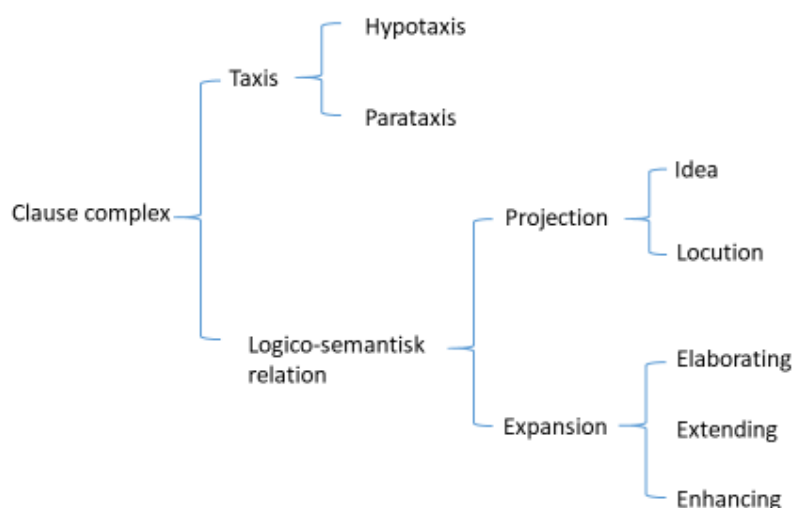 Hypotaxis
Taxis
Parataxis
Idea
Clause complex
Projection
Locution
Logico-semantisk
relation
Elaborating
Expansion
Extending
Enhancing